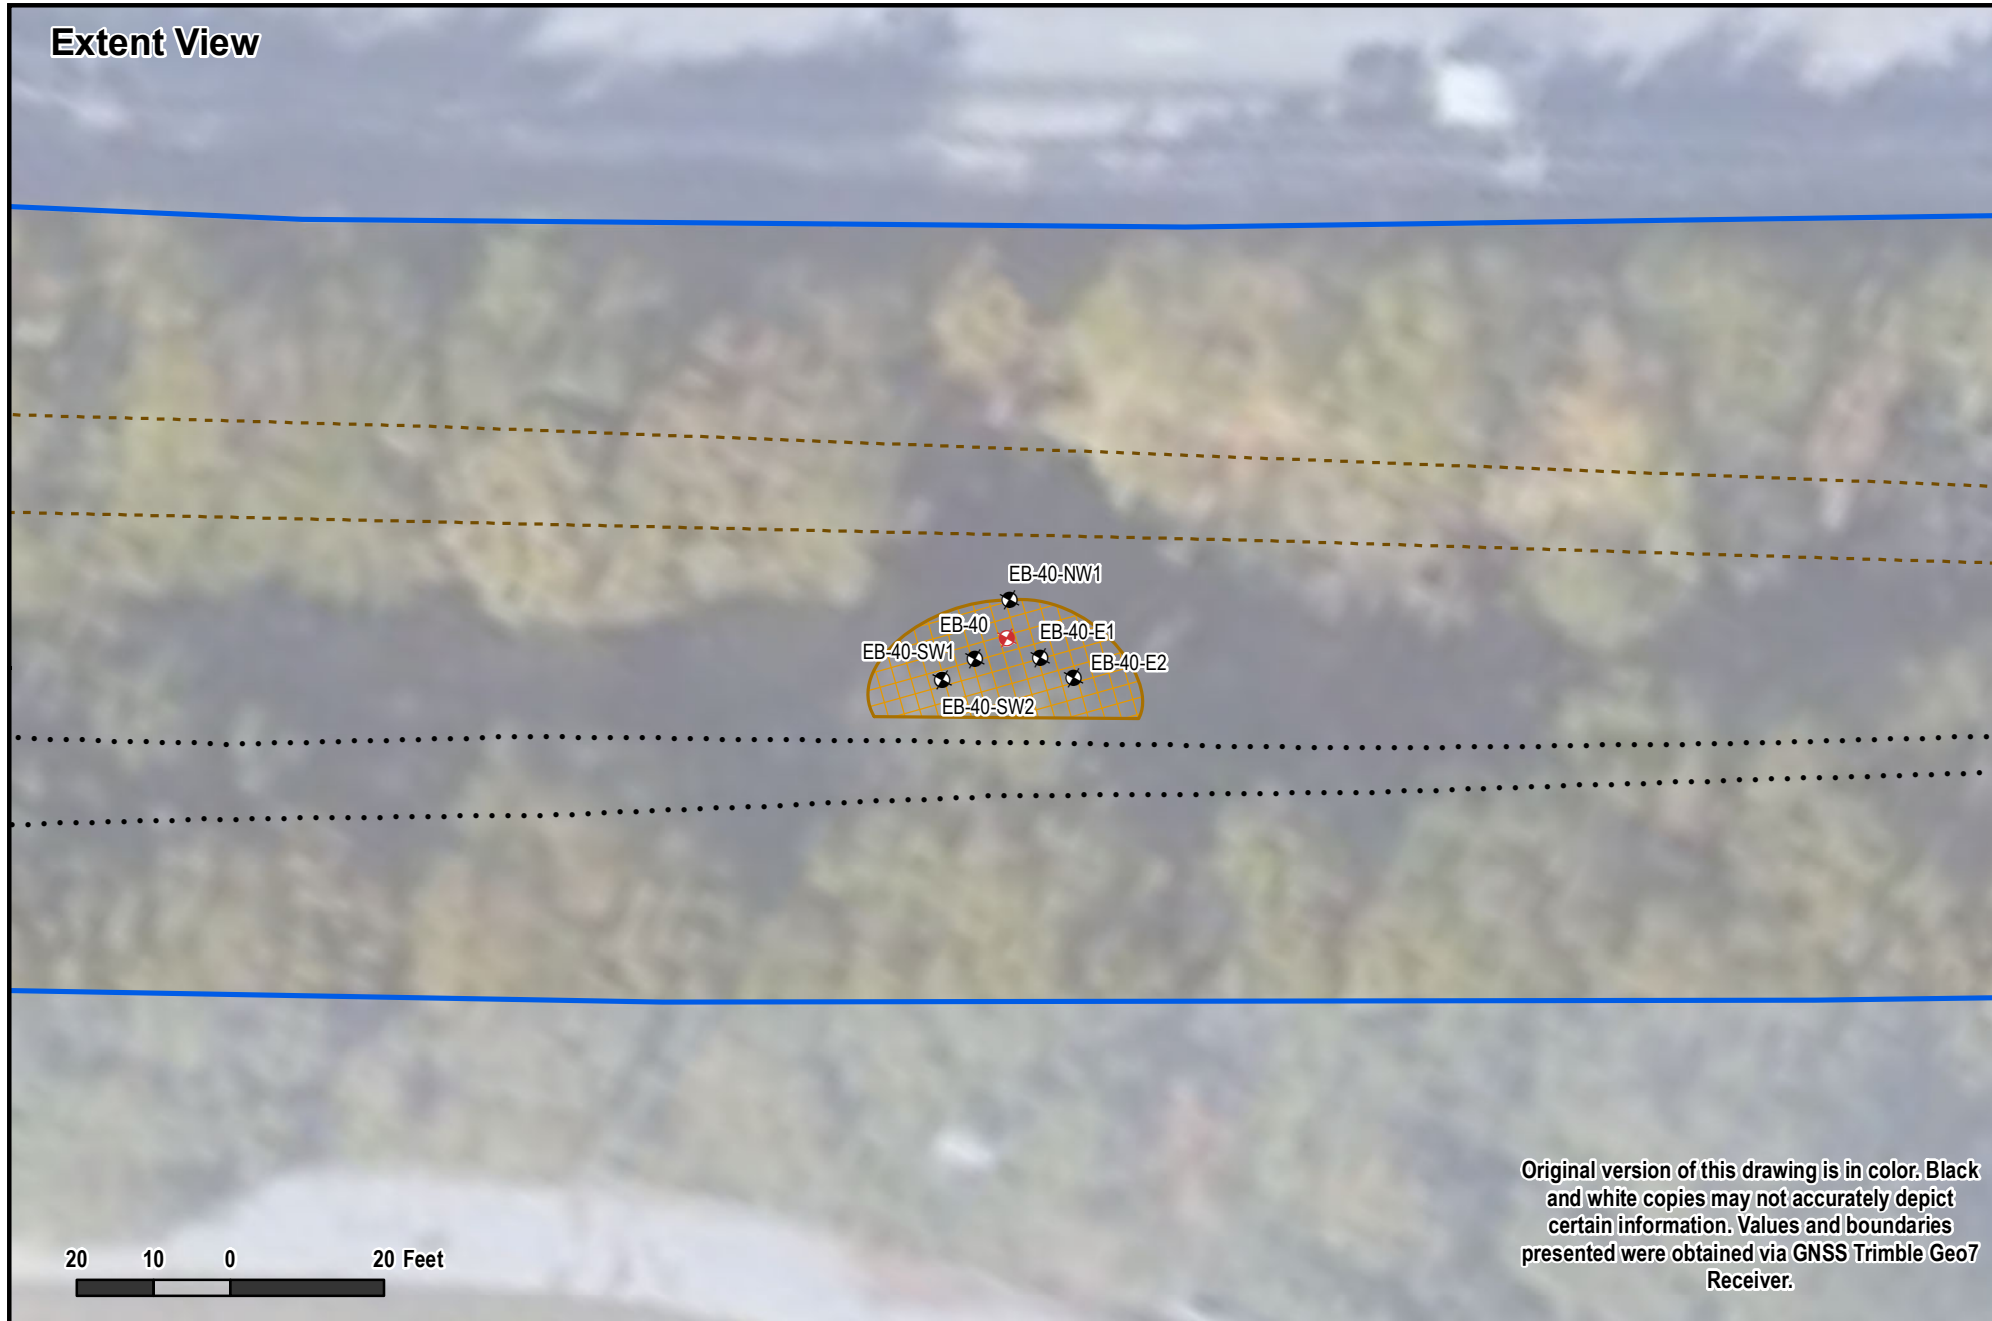 Extent View
EB-40-NW1
EB-40
EB-40-E1
EB-40-SW1
EB-40-E2
EB-40-SW2
Original version of this drawing is in color. Black
and white copies may not accurately depict
certain information. Values and boundaries
presented were obtained via GNSS Trimble Geo7
Receiver.
20 10 0 20 Feet